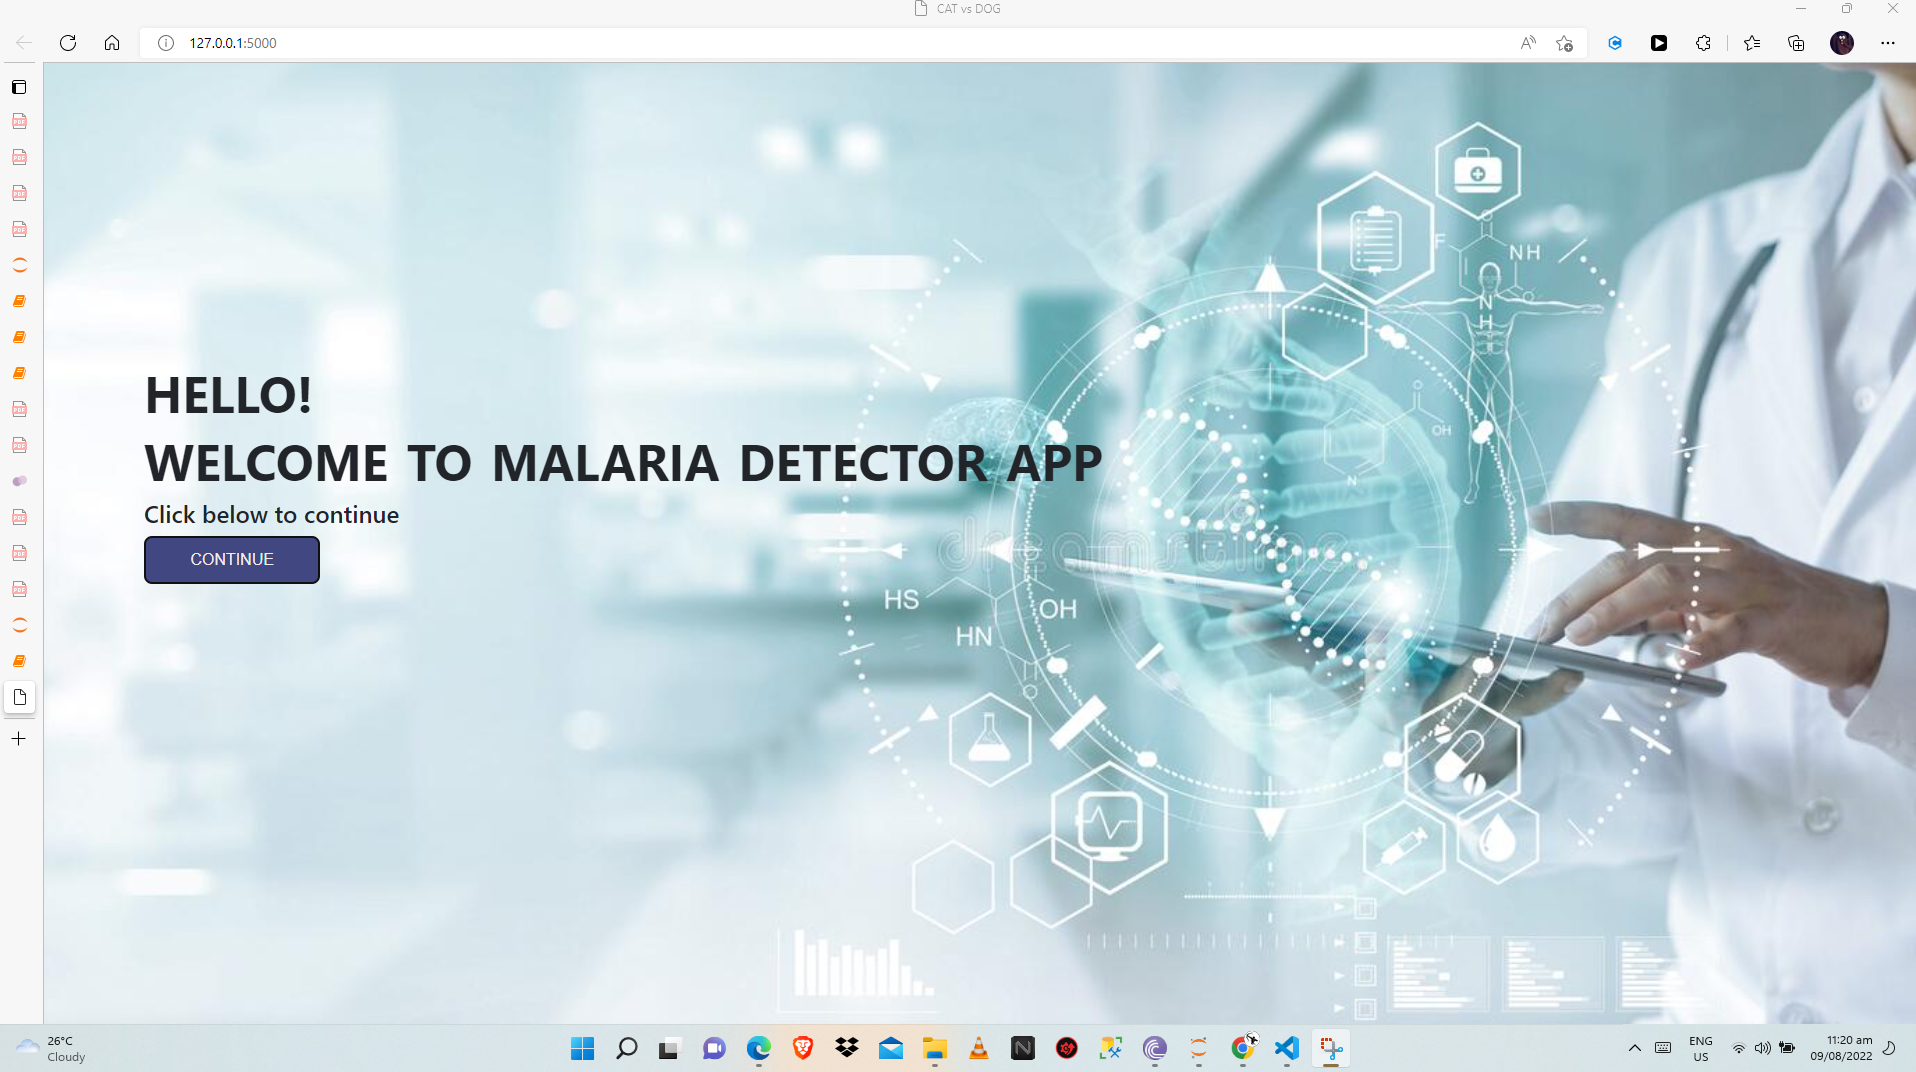 CAT vs DOG
127.0.0.1:5000
F
NH
N
H
HELLO!
WELCOME TO MALARIA DETECTOR APP
OH
N
Click below to continue
CONTINUE
dreamstime
HS
OH
HN
O
26°C
Cloudy
ENG
US
11:20 am
09/08/2022